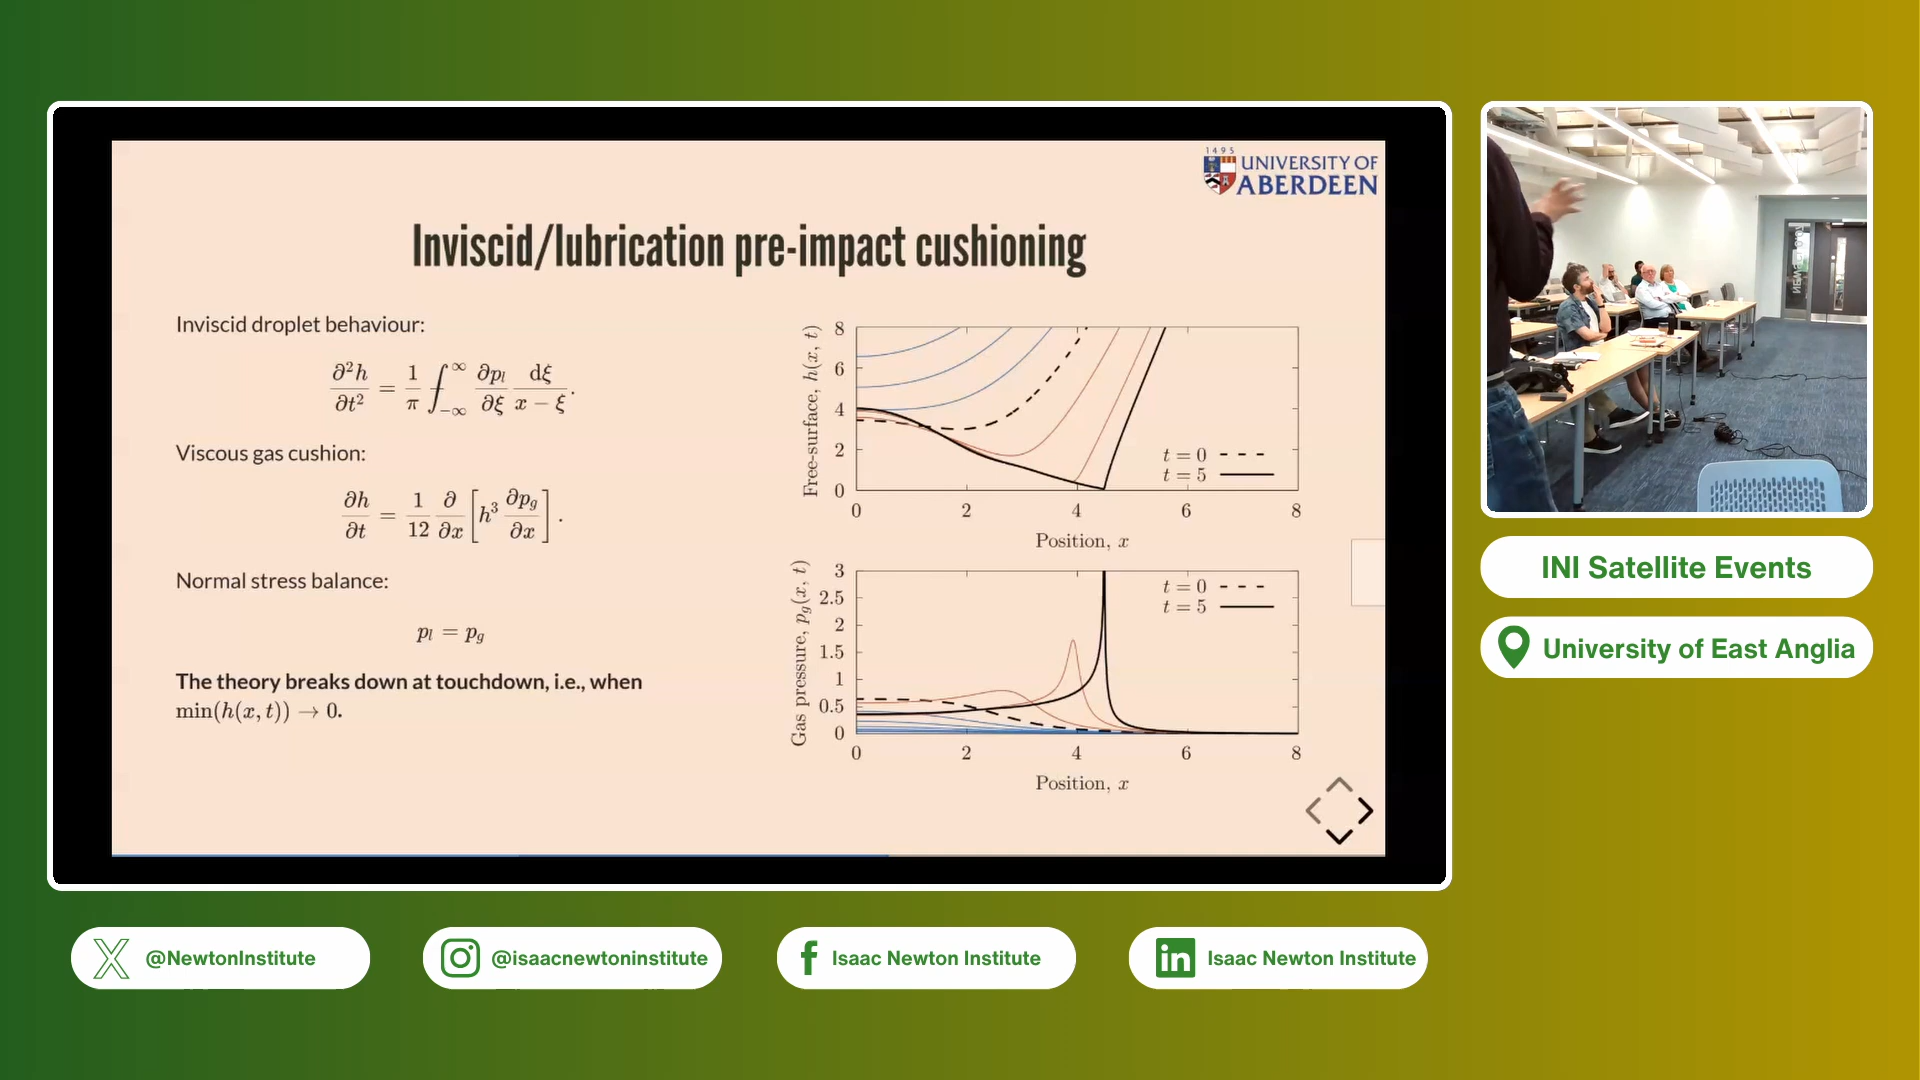 1495
UNIVERSITY OF
ABERDEEN
Inviscid/lubrication pre-impact cushioning
Inviscid droplet behaviour:
∂²h/∂t² = 1/π ⨍_{-∞}^{∞} ∂pₗ/∂ξ dξ/(x − ξ).
Viscous gas cushion:
∂h/∂t = 1/12 ∂/∂x [h³ ∂p_g/∂x].
Normal stress balance:
pₗ = p_g
The theory breaks down at touchdown, i.e., when
min(h(x, t)) → 0.
Free-surface, h(x, t)
8
6
4
2
0
t = 0
t = 5
0 2 4 6 8
Position, x
Gas pressure, p_g(x, t)
3
2.5
2
1.5
1
0.5
0
t = 0
t = 5
0 2 4 6 8
Position, x
INI Satellite Events
University of East Anglia
@NewtonInstitute
@isaacnewtoninstitute
Isaac Newton Institute
in
Isaac Newton Institute